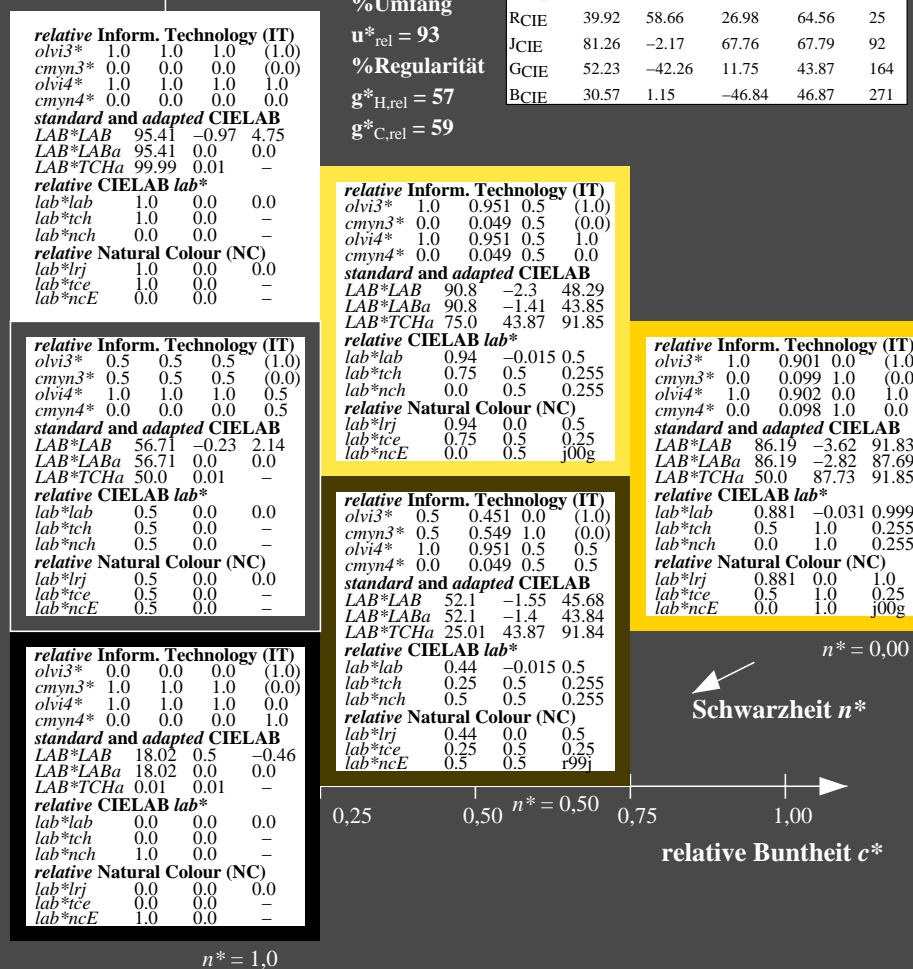 %Umfang
u*rel = 93
%Regularität
g*H,rel = 57
g*C,rel = 59
RCIE 39.92 58.66 26.98 64.56 25
JCIE 81.26 −2.17 67.76 67.79 92
GCIE 52.23 −42.26 11.75 43.87 164
BCIE 30.57 1.15 −46.84 46.87 271
relative Inform. Technology (IT)
olvi3* 1.0 1.0 1.0 (1.0)
cmyn3* 0.0 0.0 0.0 (0.0)
olvi4* 1.0 1.0 1.0 1.0
cmyn4* 0.0 0.0 0.0 0.0
standard and adapted CIELAB
LAB*LAB 95.41 −0.97 4.75
LAB*LABa 95.41 0.0 0.0
LAB*TCHa 99.99 0.01 –
relative CIELAB lab*
lab*lab 1.0 0.0 0.0
lab*tch 1.0 0.0 –
lab*nch 0.0 0.0 –
relative Natural Colour (NC)
lab*lrj 1.0 0.0 0.0
lab*tce 1.0 0.0 –
lab*ncE 0.0 0.0 –
relative Inform. Technology (IT)
olvi3* 1.0 0.951 0.5 (1.0)
cmyn3* 0.0 0.049 0.5 (0.0)
olvi4* 1.0 0.951 0.5 1.0
cmyn4* 0.0 0.049 0.5 0.0
standard and adapted CIELAB
LAB*LAB 90.8 −2.3 48.29
LAB*LABa 90.8 −1.41 43.85
LAB*TCHa 75.0 43.87 91.85
relative CIELAB lab*
lab*lab 0.94 −0.015 0.5
lab*tch 0.75 0.5 0.255
lab*nch 0.0 0.5 0.255
relative Natural Colour (NC)
lab*lrj 0.94 0.0 0.5
lab*tce 0.75 0.5 0.25
lab*ncE 0.0 0.5 j00g
relative Inform. Technology (IT)
olvi3* 0.5 0.5 0.5 (1.0)
cmyn3* 0.5 0.5 0.5 (0.0)
olvi4* 1.0 1.0 1.0 0.5
cmyn4* 0.0 0.0 0.0 0.5
standard and adapted CIELAB
LAB*LAB 56.71 −0.23 2.14
LAB*LABa 56.71 0.0 0.0
LAB*TCHa 50.0 0.01 –
relative CIELAB lab*
lab*lab 0.5 0.0 0.0
lab*tch 0.5 0.0 –
lab*nch 0.5 0.0 –
relative Natural Colour (NC)
lab*lrj 0.5 0.0 0.0
lab*tce 0.5 0.0 –
lab*ncE 0.5 0.0 –
relative Inform. Technology (IT)
olvi3* 1.0 0.901 0.0 (1.0
cmyn3* 0.0 0.099 1.0 (0.0
olvi4* 1.0 0.902 0.0 1.0
cmyn4* 0.0 0.098 1.0 0.0
standard and adapted CIELAB
LAB*LAB 86.19 −3.62 91.83
LAB*LABa 86.19 −2.82 87.69
LAB*TCHa 50.0 87.73 91.85
relative CIELAB lab*
lab*lab 0.881 −0.031 0.999
lab*tch 0.5 1.0 0.255
lab*nch 0.0 1.0 0.255
relative Natural Colour (NC)
lab*lrj 0.881 0.0 1.0
lab*tce 0.5 1.0 0.25
lab*ncE 0.0 1.0 j00g
n* = 0,00
relative Inform. Technology (IT)
olvi3* 0.5 0.451 0.0 (1.0)
cmyn3* 0.5 0.549 1.0 (0.0)
olvi4* 1.0 0.951 0.5 0.5
cmyn4* 0.0 0.049 0.5 0.5
standard and adapted CIELAB
LAB*LAB 52.1 −1.55 45.68
LAB*LABa 52.1 −1.4 43.84
LAB*TCHa 25.01 43.87 91.84
relative CIELAB lab*
lab*lab 0.44 −0.015 0.5
lab*tch 0.25 0.5 0.255
lab*nch 0.5 0.5 0.255
relative Natural Colour (NC)
lab*lrj 0.44 0.0 0.5
lab*tce 0.25 0.5 0.25
lab*ncE 0.5 0.5 r99j
Schwarzheit n*
relative Inform. Technology (IT)
olvi3* 0.0 0.0 0.0 (1.0)
cmyn3* 1.0 1.0 1.0 (0.0)
olvi4* 1.0 1.0 1.0 0.0
cmyn4* 0.0 0.0 0.0 1.0
standard and adapted CIELAB
LAB*LAB 18.02 0.5 −0.46
LAB*LABa 18.02 0.0 0.0
LAB*TCHa 0.01 0.01 –
relative CIELAB lab*
lab*lab 0.0 0.0 0.0
lab*tch 0.0 0.0 –
lab*nch 1.0 0.0 –
relative Natural Colour (NC)
lab*lrj 0.0 0.0 0.0
lab*tce 0.0 0.0 –
lab*ncE 1.0 0.0 –
0,25 0,50 n* = 0,50 0,75 1,00
relative Buntheit c*
n* = 1,0